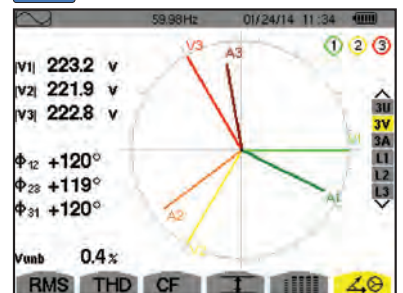 59.98Hz 01/24/14 11:34
V3
A3
1 2 3
|V1| 223.2 v
|V2| 221.9 v
|V3| 222.8 v
3U
3V
3A
L1
L2
L3
V1
Φ12 +120°
Φ23 +119°
Φ31 +120°
A1
A2
V2
Vunb 0.4%
RMS THD CF